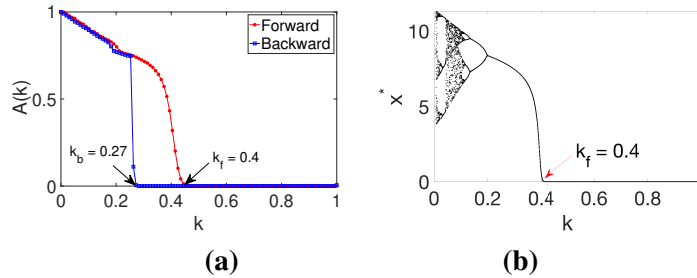 1
0.5
0
A(k)
0 0.2 0.4 0.6 0.8 1
k
Forward
Backward
k_b = 0.27
k_f = 0.4
(a)
10
5
0
x*
0 0.2 0.4 0.6 0.8
k
k_f = 0.4
(b)